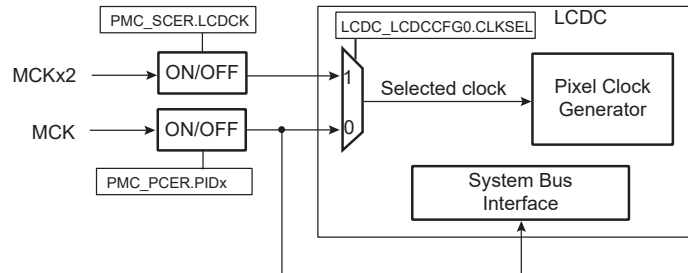 PMC_SCER.LCDCK
LCDC_LCDCCFG0.CLKSEL
LCDC
MCKx2
ON/OFF
1
Selected clock
Pixel Clock
Generator
MCK
ON/OFF
0
PMC_PCER.PIDx
System Bus
Interface